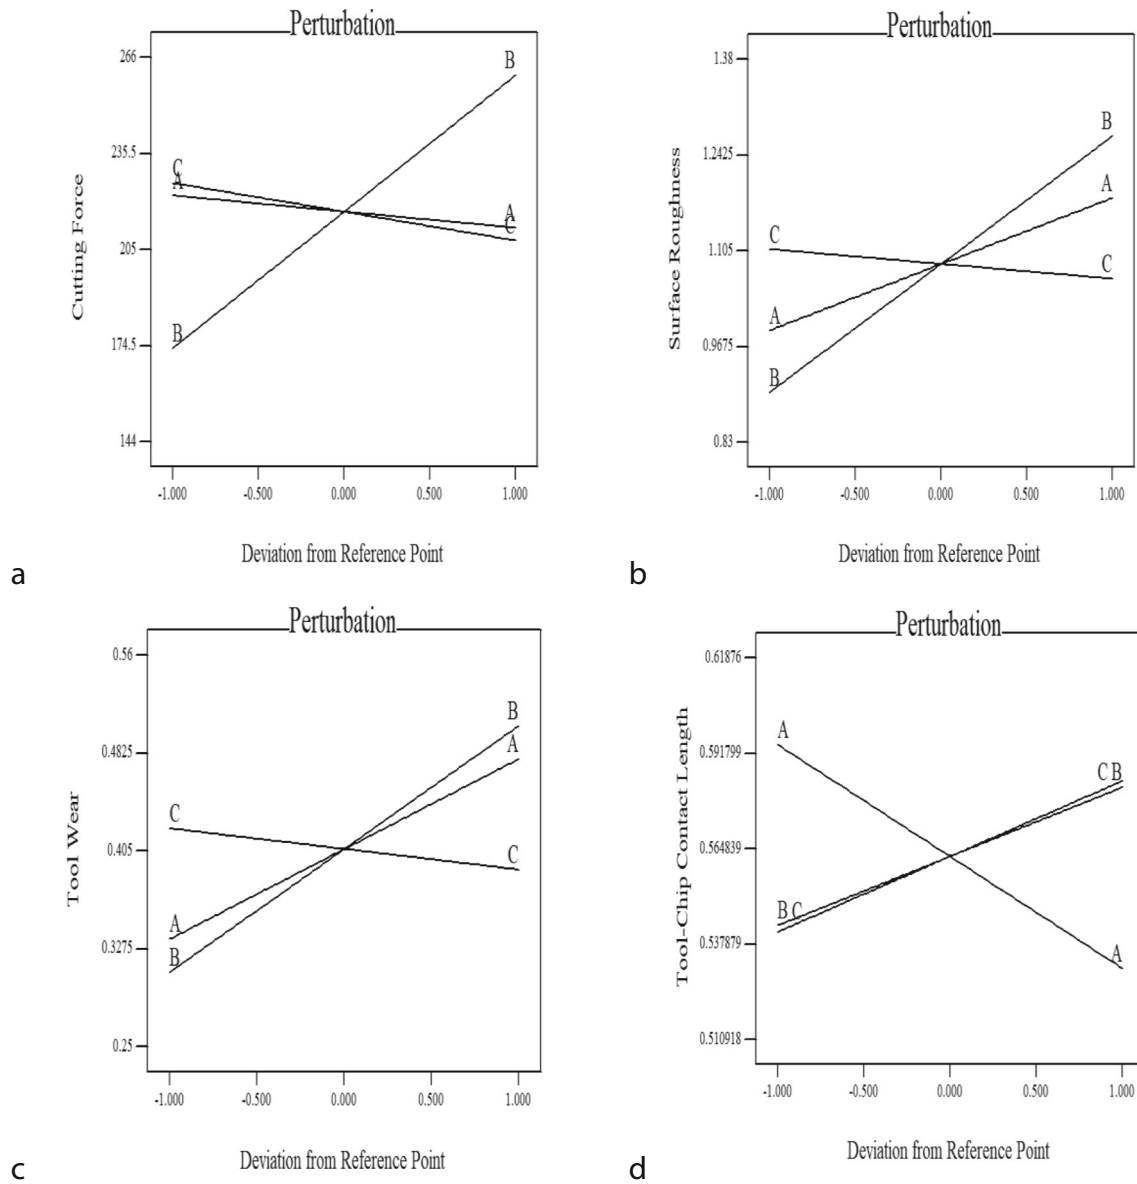 Perturbation
266
235.5
205
174.5
144
Cutting Force
B
C
A
A
C
B
-1.000 -0.500 0.000 0.500 1.000
Deviation from Reference Point
a
Perturbation
1.38
1.2425
1.105
0.9675
0.83
Surface Roughness
B
A
C
C
A
B
-1.000 -0.500 0.000 0.500 1.000
Deviation from Reference Point
b
Perturbation
0.56
0.4825
0.405
0.3275
0.25
Tool Wear
B
A
C
C
A
B
-1.000 -0.500 0.000 0.500 1.000
Deviation from Reference Point
c
Perturbation
0.61876
0.591799
0.564839
0.537879
0.510918
Tool-Chip Contact Length
A
C B
B C
A
-1.000 -0.500 0.000 0.500 1.000
Deviation from Reference Point
d